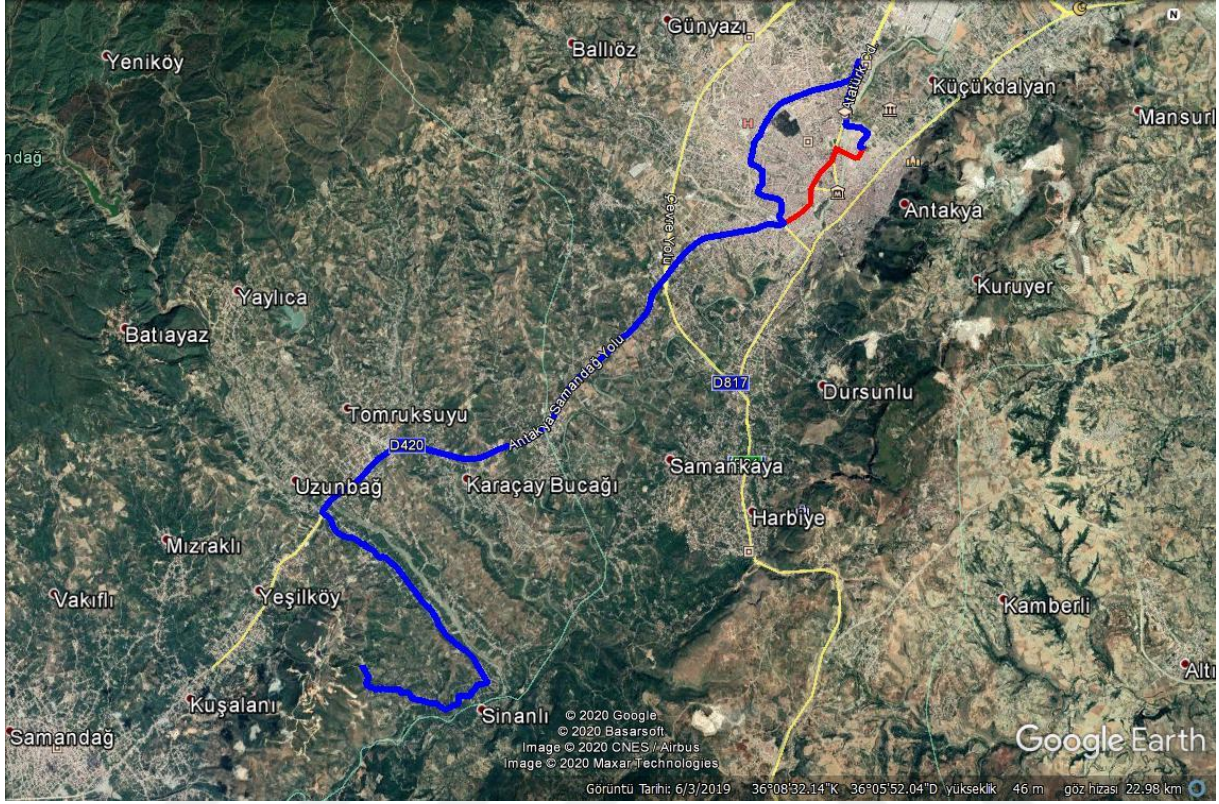 Günyazı
N
Ballıöz
Yeniköy
Atatürk Cd.
Küçükdalyan
Mansurl
H
ndağ
Antakya
Çevre Yolu
Kuruyer
Yaylıca
Batıayaz
Antakya Samandağ Yolu
D817
Dursunlu
Tomruksuyu
D420
Samankaya
Uzunbağ
Karaçay Bucağı
Harbiye
Mızraklı
Vakıflı
Yeşilköy
Kamberli
Altı
Kuşalanı
Sinanlı
Samandağ
© 2020 Google
© 2020 Basarsoft
Image © 2020 CNES / Airbus
Image © 2020 Maxar Technologies
Google Earth
Görüntü Tarihi: 6/3/2019 36°08'32.14"K 36°05'52.04"D yükseklik 46 m göz hizası 22.98 km